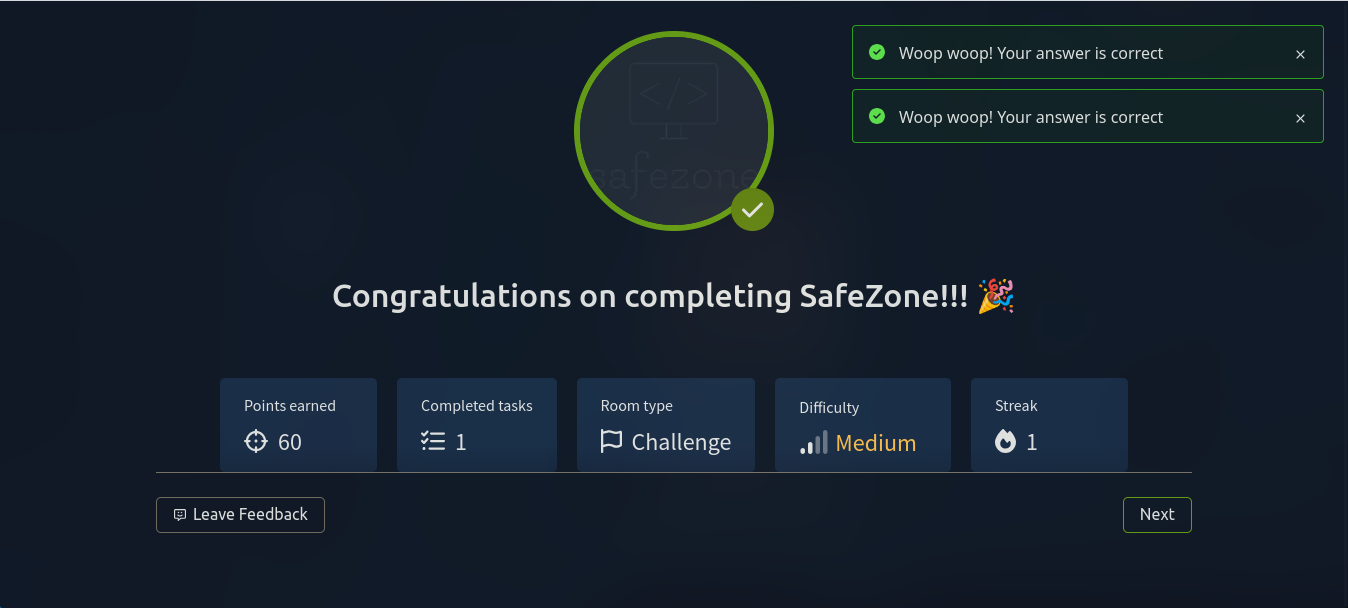 Woop woop! Your answer is correct
Woop woop! Your answer is correct
</>
safezone
Congratulations on completing SafeZone!!! 🎉
Points earned
60
Completed tasks
1
Room type
Challenge
Difficulty
Medium
Streak
1
Leave Feedback
Next